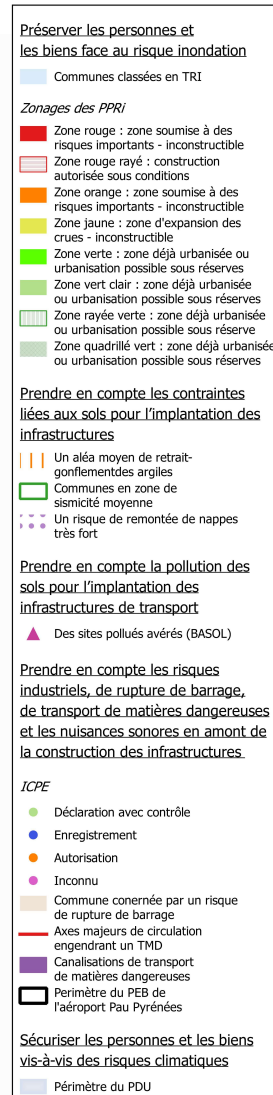 Préserver les personnes et
les biens face au risque inondation
Communes classées en TRI
Zonages des PPRi
Zone rouge : zone soumise à des
risques importants - inconstructible
Zone rouge rayé : construction
autorisée sous conditions
Zone orange : zone soumise à des
risques importants - inconstructible
Zone jaune : zone d'expansion des
crues - inconstructible
Zone verte : zone déjà urbanisée ou
urbanisation possible sous réserves
Zone vert clair : zone déjà urbanisée
ou urbanisation possible sous réserves
Zone rayée verte : zone déjà urbanisée
ou urbanisation possible sous réserve
Zone quadrillé vert : zone déjà urbanisée
ou urbanisation possible sous réserves
Prendre en compte les contraintes
liées aux sols pour l'implantation des
infrastructures
Un aléa moyen de retrait-
gonflementdes argiles
Communes en zone de
sismicité moyenne
Un risque de remontée de nappes
très fort
Prendre en compte la pollution des
sols pour l'implantation des
infrastructures de transport
Des sites pollués avérés (BASOL)
Prendre en compte les risques
industriels, de rupture de barrage,
de transport de matières dangereuses
et les nuisances sonores en amont de
la construction des infrastructures
ICPE
Déclaration avec contrôle
Enregistrement
Autorisation
Inconnu
Commune conernée par un risque
de rupture de barrage
Axes majeurs de circulation
engendrant un TMD
Canalisations de transport
de matières dangereuses
Perimètre du PEB de
l'aéroport Pau Pyrénées
Sécuriser les personnes et les biens
vis-à-vis des risques climatiques
Périmètre du PDU